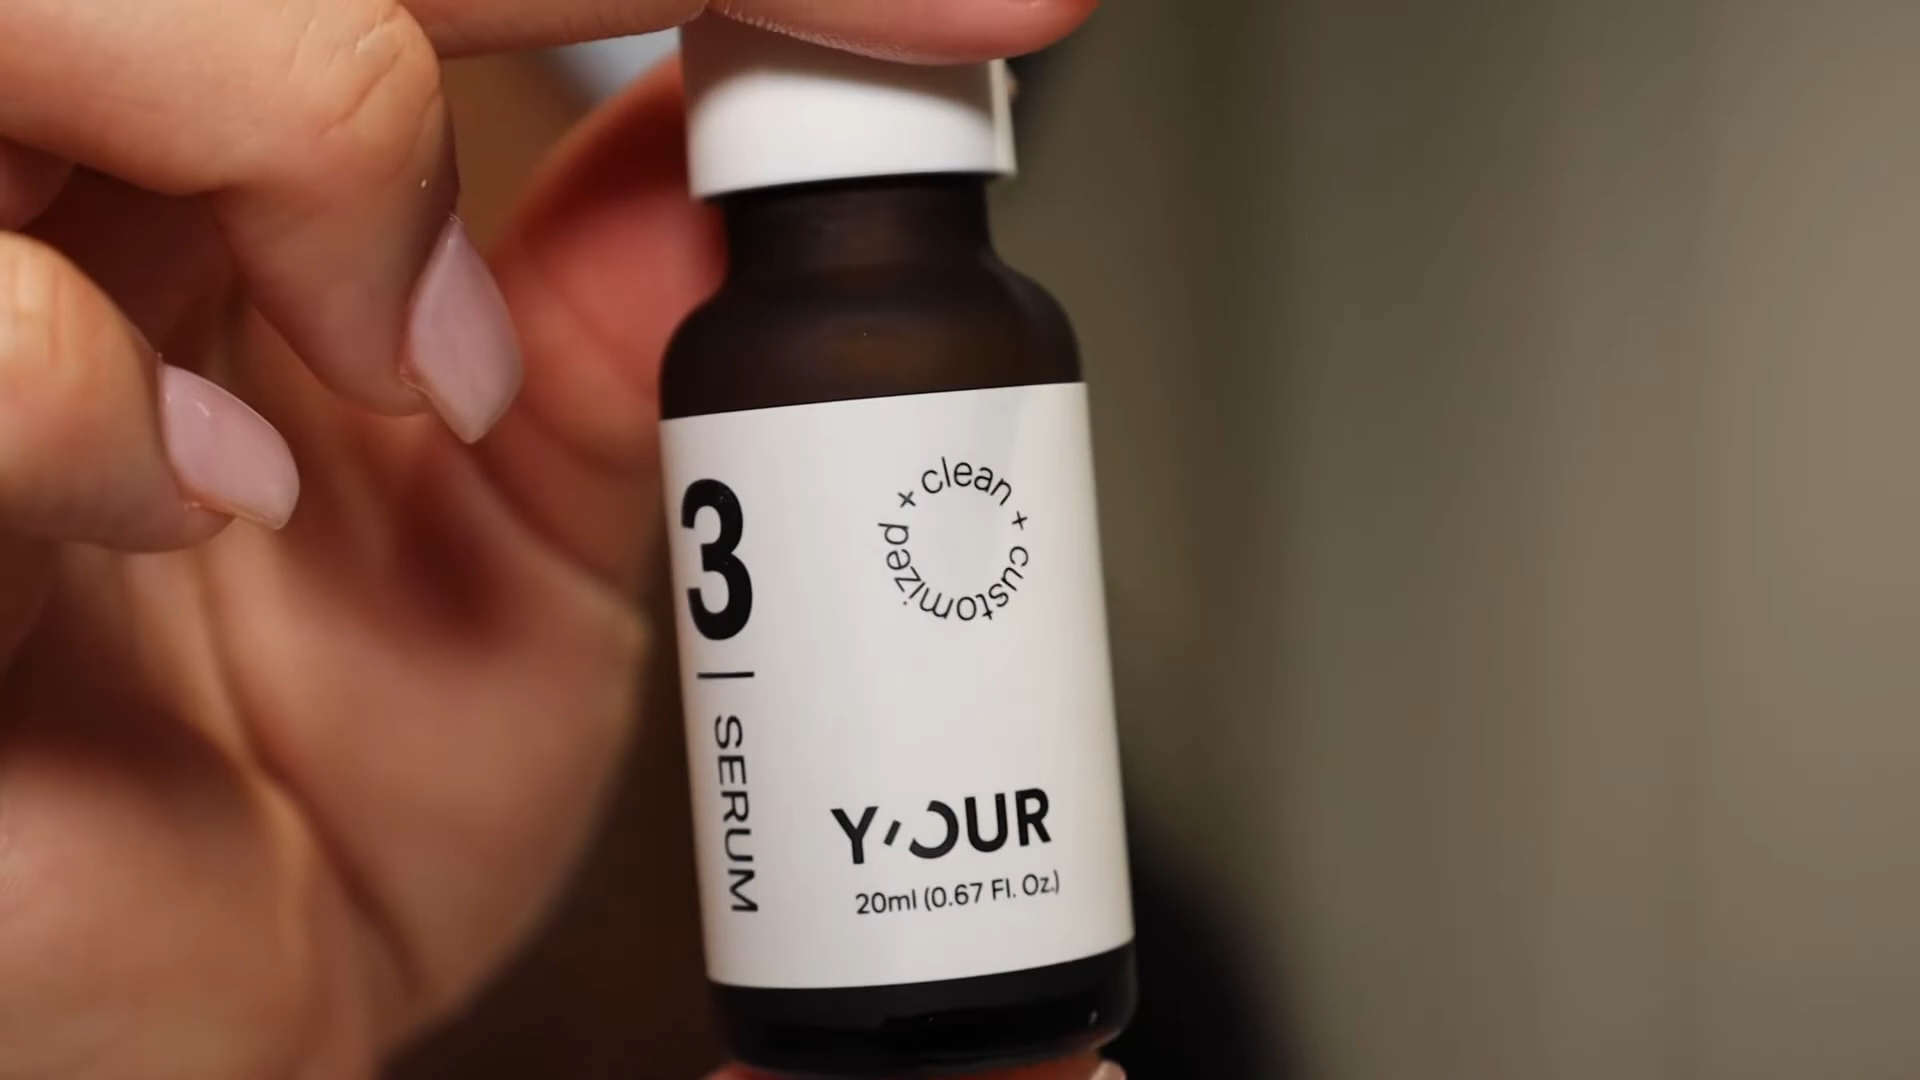 3 | SERUM
clean + customized +
Y'OUR
20ml (0.67 Fl. Oz.)